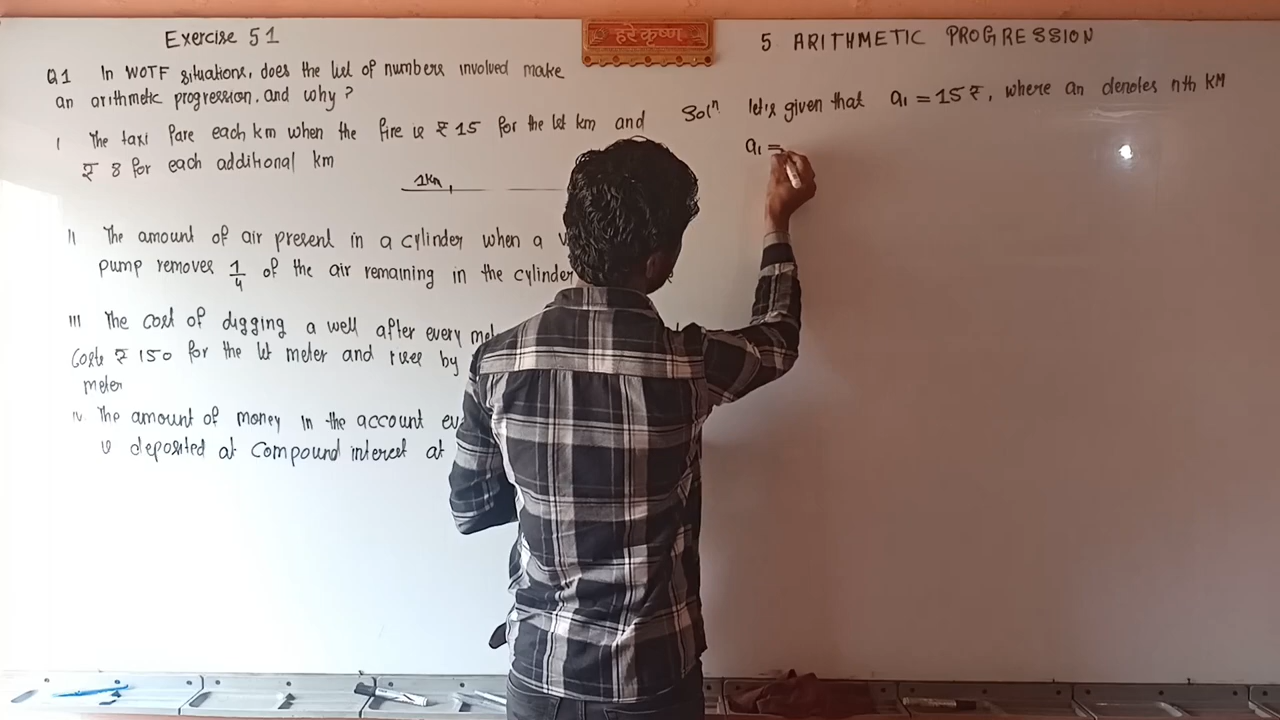 Exercise 5 1
हरे कृष्ण
5 ARITHMETIC PROGRESSION
Q1 In WOTF situations, does the list of numbers involved make
an arithmetic progression. and why?
I The taxi fare each km when the fire is ₹ 15 for the 1st km and
₹ 8 for each additional km
1km
II The amount of air present in a cylinder when a
pump removes 1/4 of the air remaining in the cylinder
III The cost of digging a well after every
costs ₹ 150 for the 1st meter and rises by
meter
IV The amount of money in the account
is deposited at compound interest at
Solⁿ let's given that a₁ = 15₹, where an denotes nth KM
a₁ =